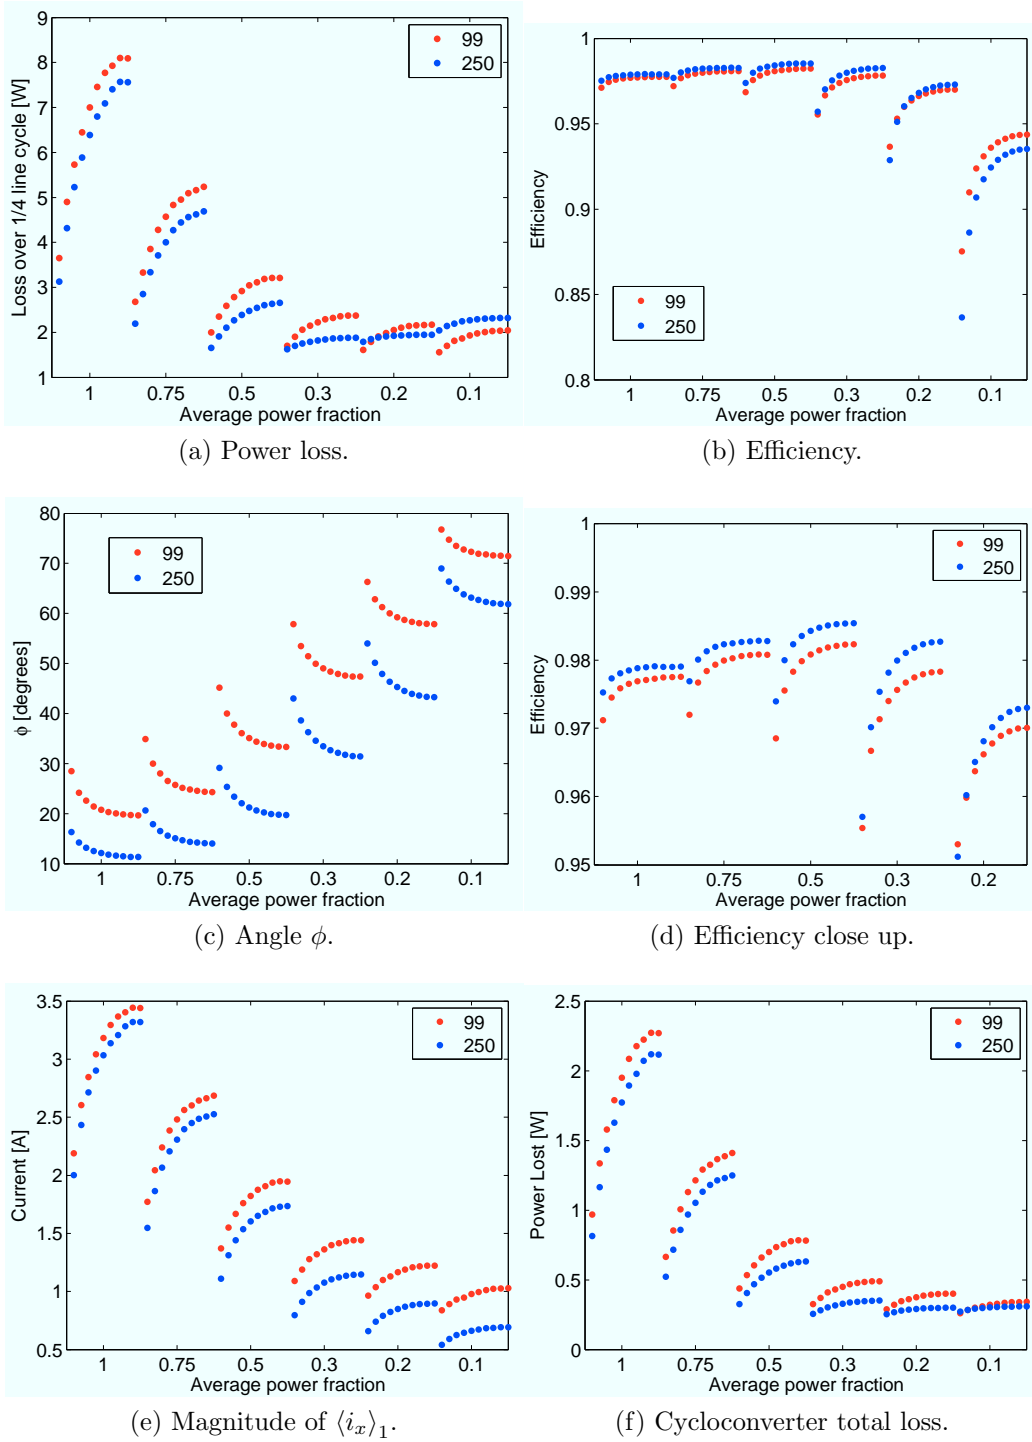 9
8
7
6
5
4
3
2
1
Loss over 1/4 line cycle [W]
99
250
1 0.75 0.5 0.3 0.2 0.1
Average power fraction
(a) Power loss.
1
0.95
0.9
0.85
0.8
Efficiency
99
250
1 0.75 0.5 0.3 0.2 0.1
Average power fraction
(b) Efficiency.
80
70
60
50
40
30
20
10
ϕ [degrees]
99
250
1 0.75 0.5 0.3 0.2 0.1
Average power fraction
(c) Angle ϕ.
1
0.99
0.98
0.97
0.96
0.95
Efficiency
99
250
1 0.75 0.5 0.3 0.2
Average power fraction
(d) Efficiency close up.
3.5
3
2.5
2
1.5
1
0.5
Current [A]
99
250
1 0.75 0.5 0.3 0.2 0.1
Average power fraction
(e) Magnitude of ⟨iₓ⟩₁.
2.5
2
1.5
1
0.5
0
Power Lost [W]
99
250
1 0.75 0.5 0.3 0.2 0.1
Average power fraction
(f) Cycloconverter total loss.